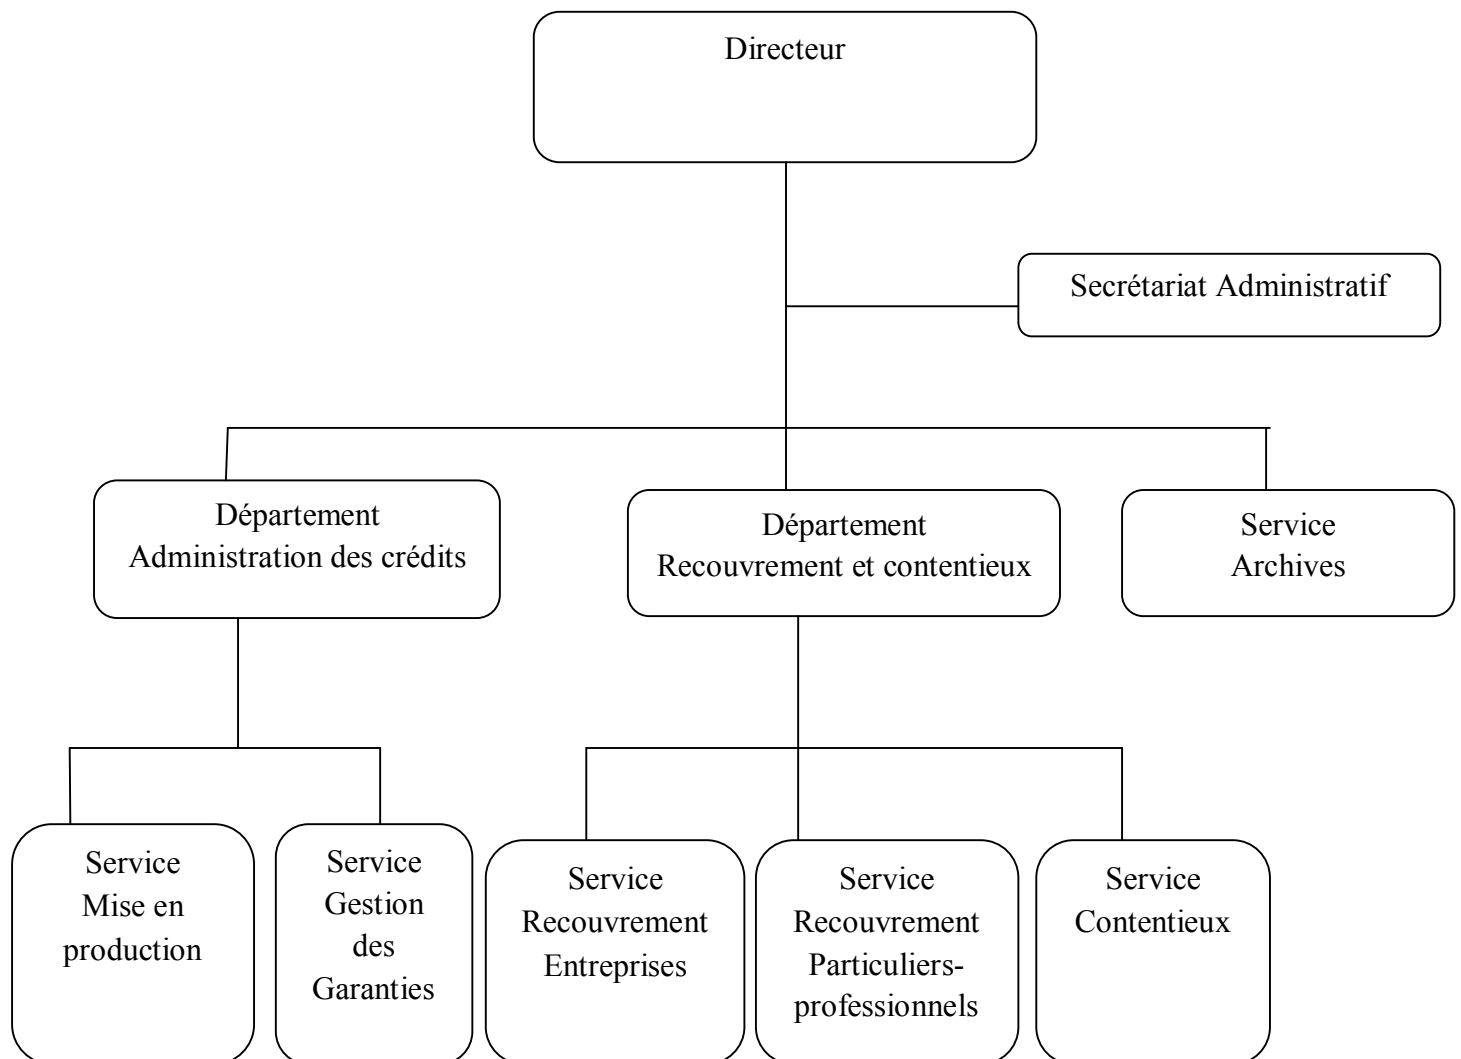 Directeur
Secrétariat Administratif
Département
Administration des crédits
Département
Recouvrement et contentieux
Service
Archives
Service
Mise en
production
Service
Gestion
des
Garanties
Service
Recouvrement
Entreprises
Service
Recouvrement
Particuliers-
professionnels
Service
Contentieux